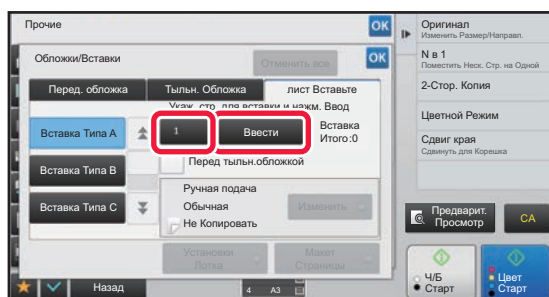 Прочие
OK
Обложки/Вставки
Отменить все
OK
Перед. обложка
Тыльн. Обложка
лист Вставьте
Укаж. стр. для вставки и нажм. Ввод
Вставка Типа A
1
Ввести
Вставка
Итого:0
Вставка Типа B
Перед тыльн.обложкой
Вставка Типа C
Ручная подача
Обычная
Изменить
Не Копировать
Установки
Лотка
Макет
Страницы
Назад
4
A3
Оригинал
Изменить Размер/Направл.
N в 1
Поместить Неск. Стр. на Одной
2-Стор. Копия
Цветной Режим
Сдвиг края
Сдвинуть для Корешка
Предварит.
Просмотр
CA
Ч/Б
Старт
Цвет
Старт